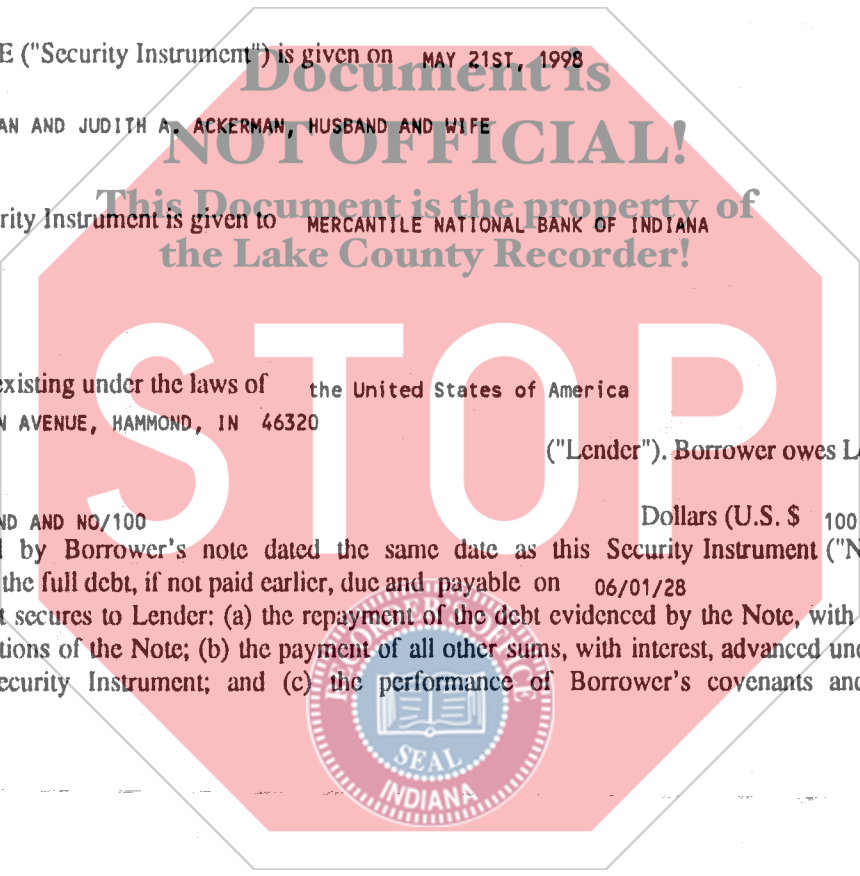 E ("Security Instrument") is given on MAY 21ST, 1998
Document is
AN AND JUDITH A. ACKERMAN, HUSBAND AND WIFE
NOT OFFICIAL!
This Document is the property of
rity Instrument is given to MERCANTILE NATIONAL BANK OF INDIANA
the Lake County Recorder!
STOP
existing under the laws of the United States of America
N AVENUE, HAMMOND, IN 46320
("Lender"). Borrower owes L
ND AND NO/100 Dollars (U.S. $ 100
by Borrower's note dated the same date as this Security Instrument ("N
the full debt, if not paid earlier, due and payable on 06/01/28
t secures to Lender: (a) the repayment of the debt evidenced by the Note, with
tions of the Note; (b) the payment of all other sums, with interest, advanced und
ecurity Instrument; and (c) the performance of Borrower's covenants and
RECORDER'S OFFICE
SEAL
INDIANA